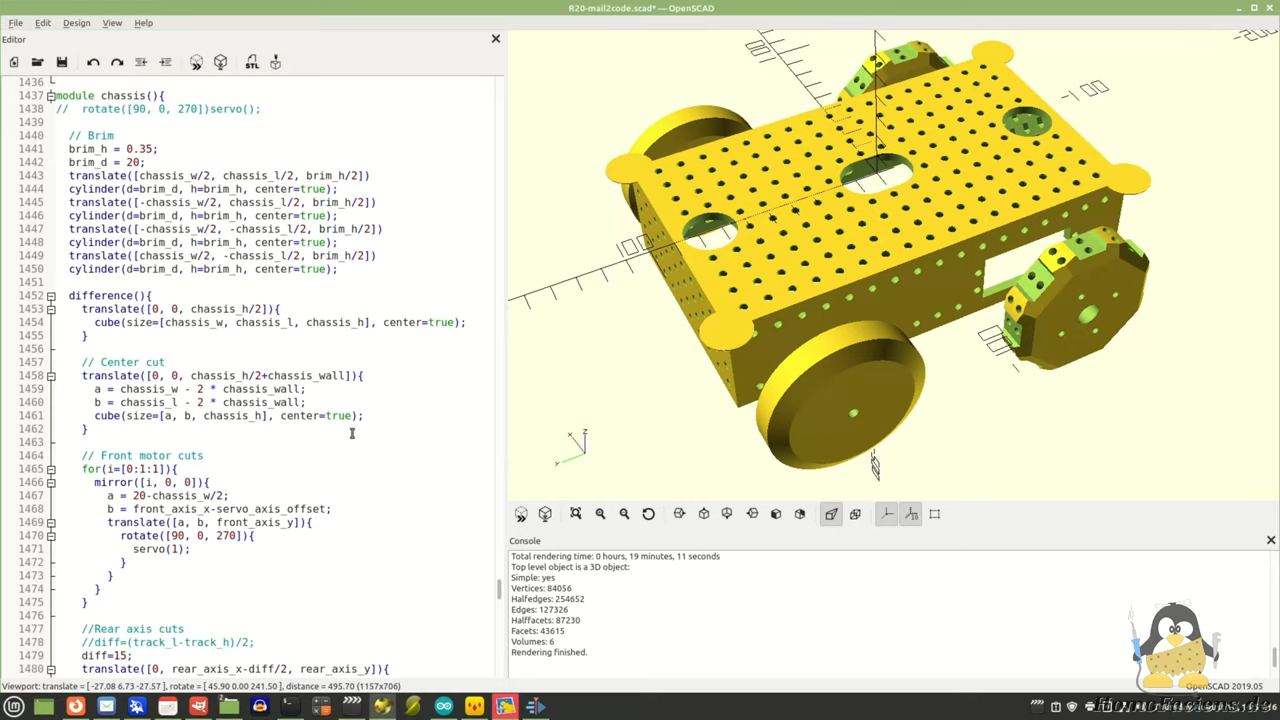 R20-mail2code.scad* — OpenSCAD
File Edit Design View Help
Editor
1436
1437 module chassis(){
1438 //  rotate([90, 0, 270])servo();
1439
1440 // Brim
1441 brim_h = 0.35;
1442 brim_d = 20;
1443 translate([chassis_w/2, chassis_l/2, brim_h/2])
1444 cylinder(d=brim_d, h=brim_h, center=true);
1445 translate([-chassis_w/2, chassis_l/2, brim_h/2])
1446 cylinder(d=brim_d, h=brim_h, center=true);
1447 translate([-chassis_w/2, -chassis_l/2, brim_h/2])
1448 cylinder(d=brim_d, h=brim_h, center=true);
1449 translate([chassis_w/2, -chassis_l/2, brim_h/2])
1450 cylinder(d=brim_d, h=brim_h, center=true);
1451
1452 difference(){
1453 translate([0, 0, chassis_h/2]){
1454 cube(size=[chassis_w, chassis_l, chassis_h], center=true);
1455 }
1456
1457 // Center cut
1458 translate([0, 0, chassis_h/2+chassis_wall]){
1459 a = chassis_w - 2 * chassis_wall;
1460 b = chassis_l - 2 * chassis_wall;
1461 cube(size=[a, b, chassis_h], center=true);
1462 }
1463
1464 // Front motor cuts
1465 for(i=[0:1:1]){
1466 mirror([i, 0, 0]){
1467 a = 20-chassis_w/2;
1468 b = front_axis_x-servo_axis_offset;
1469 translate([a, b, front_axis_y]){
1470 rotate([90, 0, 270]){
1471 servo(1);
1472 }
1473 }
1474 }
1475 }
1476
1477 //Rear axis cuts
1478 //diff=(track_l-track_h)/2;
1479 diff=15;
1480 translate([0, rear_axis_x-diff/2, rear_axis_y]){
-100
100
x
y
z
Console
Total rendering time: 0 hours, 19 minutes, 11 seconds
Top level object is a 3D object:
Simple: yes
Vertices: 84056
Halfedges: 254652
Edges: 127326
Halffacets: 87230
Facets: 43615
Volumes: 6
Rendering finished.
Viewport: translate = [ -27.08 6.73 -27.57 ], rotate = [ 45.90 0.00 241.50 ], distance = 495.70 (1157x706)
OpenSCAD 2019.05